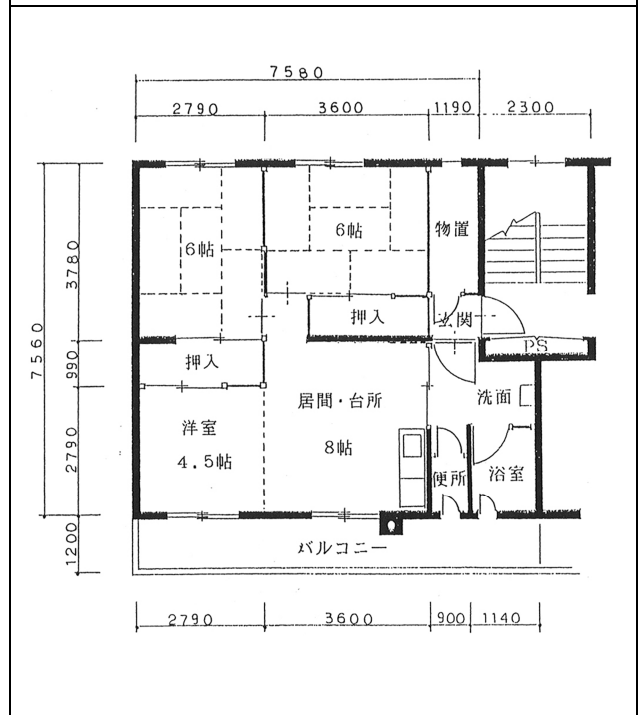 7580
2790
3600
1190
2300
物置
6帖
6帖
3780
押入
玄関
7560
PS
押入
990
居間・台所
洗面
洋室
2790
8帖
4.5帖
浴室
便所
1200
バルコニー
2790
3600
900
1140